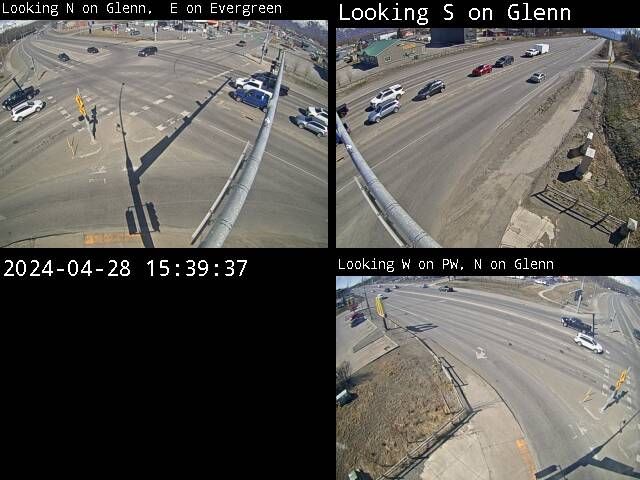 Looking N on Glenn,  E on Evergreen
Looking S on Glenn
2024-04-28 15:39:37
Looking W on PW, N on Glenn